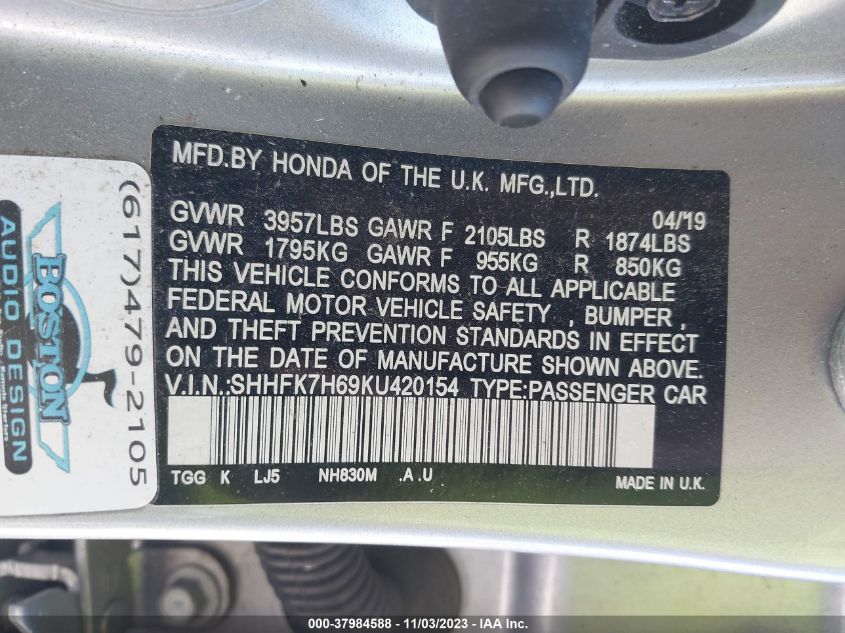 MFD.BY HONDA OF THE U.K. MFG.,LTD.
04/'19
GVWR 3957LBS GAWR F 2105LBS R 1874LBS
GVWR 1795KG GAWR F 955KG R 850KG
THIS VEHICLE CONFORMS TO ALL APPLICABLE
FEDERAL MOTOR VEHICLE SAFETY , BUMPER ,
AND THEFT PREVENTION STANDARDS IN EFFECT
ON THE DATE OF MANUFACTURE SHOWN ABOVE.
V.I.N.:SHHFK7H69KU420154 TYPE:PASSENGER CAR
TGG K LJ5 NH830M .A .U
MADE IN U.K.
BOSTON
AUDIO DESIGN
(617)479-2105
000-37984588 - 11/03/2023 - IAA Inc.